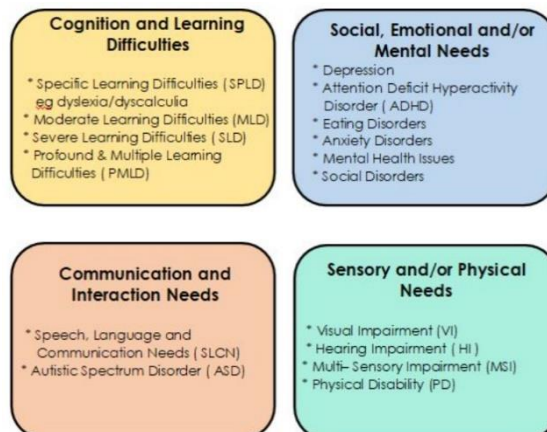 Cognition and Learning
Difficulties
* Specific Learning Difficulties ( SPLD)
eg dyslexia/dyscalculia
* Moderate Learning Difficulties (MLD)
* Severe Learning Difficulties ( SLD)
* Profound & Multiple Learning
Difficulties ( PMLD)
Social, Emotional and/or
Mental Needs
* Depression
* Attention Deficit Hyperactivity
Disorder ( ADHD)
* Eating Disorders
* Anxiety Disorders
* Mental Health Issues
* Social Disorders
Communication and
Interaction Needs
* Speech, Language and
Communication Needs ( SLCN)
* Autistic Spectrum Disorder ( ASD)
Sensory and/or Physical
Needs
* Visual Impairment (VI)
* Hearing Impairment ( HI )
* Multi– Sensory Impairment (MSI)
* Physical Disability (PD)